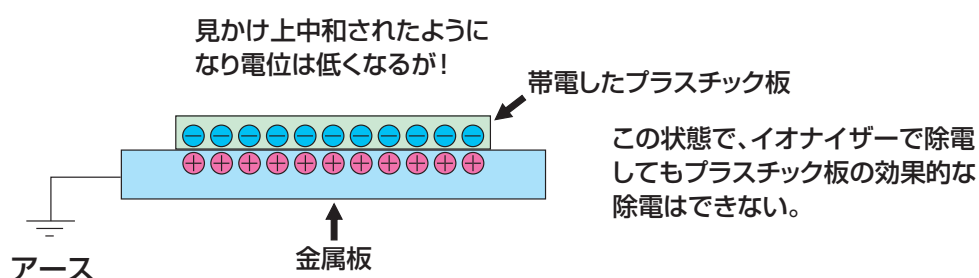 見かけ上中和されたように
なり電位は低くなるが!
帯電したプラスチック板
この状態で、イオナイザーで除電
してもプラスチック板の効果的な
除電はできない。
金属板
アース